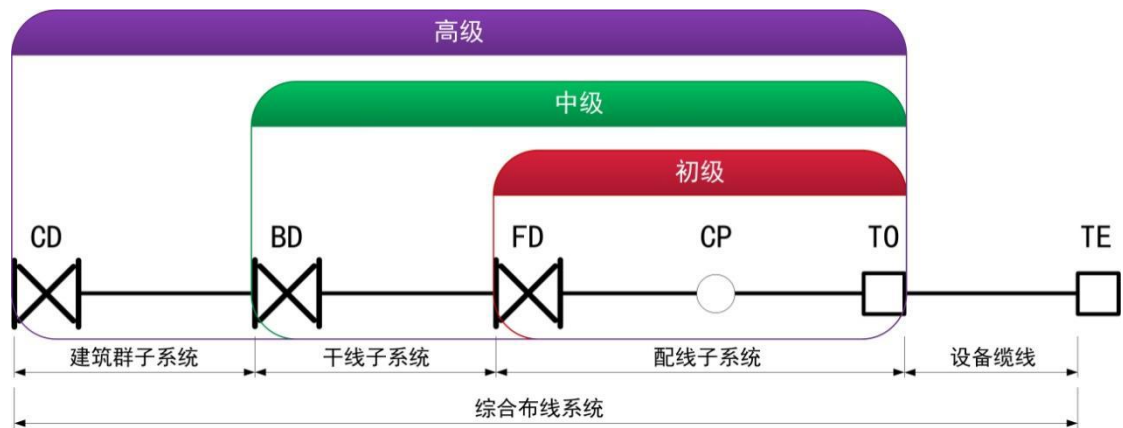 高级
中级
初级
CD BD FD CP TO TE
建筑群子系统 干线子系统 配线子系统 设备缆线
综合布线系统